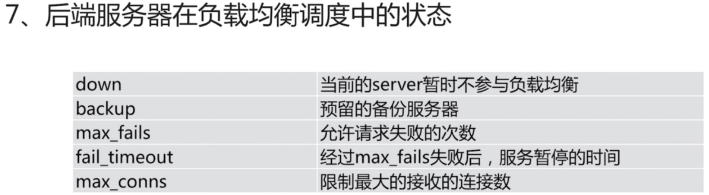 7、后端服务器在负载均衡调度中的状态
down 当前的server暂时不参与负载均衡
backup 预留的备份服务器
max_fails 允许请求失败的次数
fail_timeout 经过max_fails失败后，服务暂停的时间
max_conns 限制最大的接收的连接数